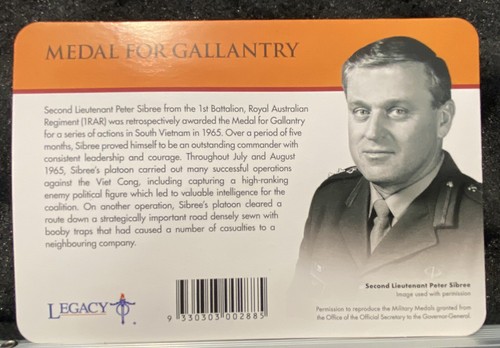 MEDAL FOR GALLANTRY
Second Lieutenant Peter Sibree from the 1st Battalion, Royal Australian
Regiment (1RAR) was retrospectively awarded the Medal for Gallantry
for a series of actions in South Vietnam in 1965. Over a period of five
months, Sibree proved himself to be an outstanding commander with
consistent leadership and courage. Throughout July and August
1965, Sibree's platoon carried out many successful operations
against the Viet Cong, including capturing a high-ranking
enemy political figure which led to valuable intelligence for the
coalition. On another operation, Sibree's platoon cleared a
route down a strategically important road densely sewn with
booby traps that had caused a number of casualties to a
neighbouring company.
Second Lieutenant Peter Sibree
Image used with permission
Permission to reproduce the Military Medals granted from
the Office of the Official Secretary to the Governor-General.
LEGACY
9 330303 002885